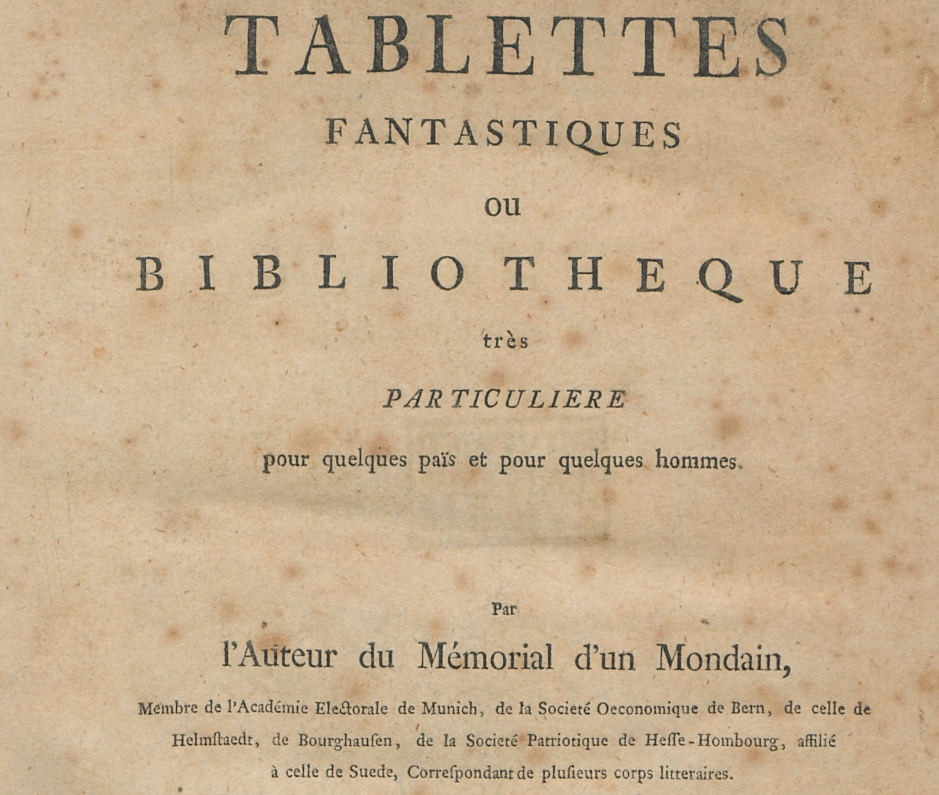 TABLETTES
FANTASTIQUES
ou
BIBLIOTHEQUE
très
PARTICULIERE
pour quelques païs et pour quelques hommes.
Par
l'Auteur du Mémorial d'un Mondain,
Membre de l'Académie Electorale de Munich, de la Societé Oeconomique de Bern, de celle de
Helmſtaedt, de Bourghauſen, de la Societé Patriotique de Heſſe-Hombourg, affilié
à celle de Suede, Correſpondant de pluſieurs corps litteraires.